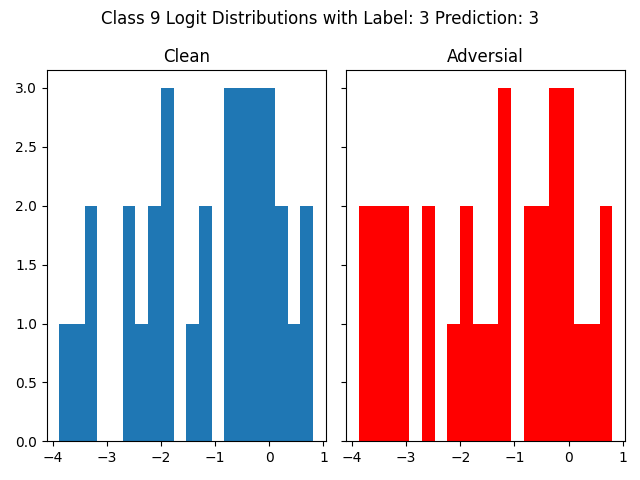 Class 9 Logit Distributions with Label: 3 Prediction: 3
Clean
Adversial
3.0
2.5
2.0
1.5
1.0
0.5
0.0
−4 −3 −2 −1 0 1
−4 −3 −2 −1 0 1